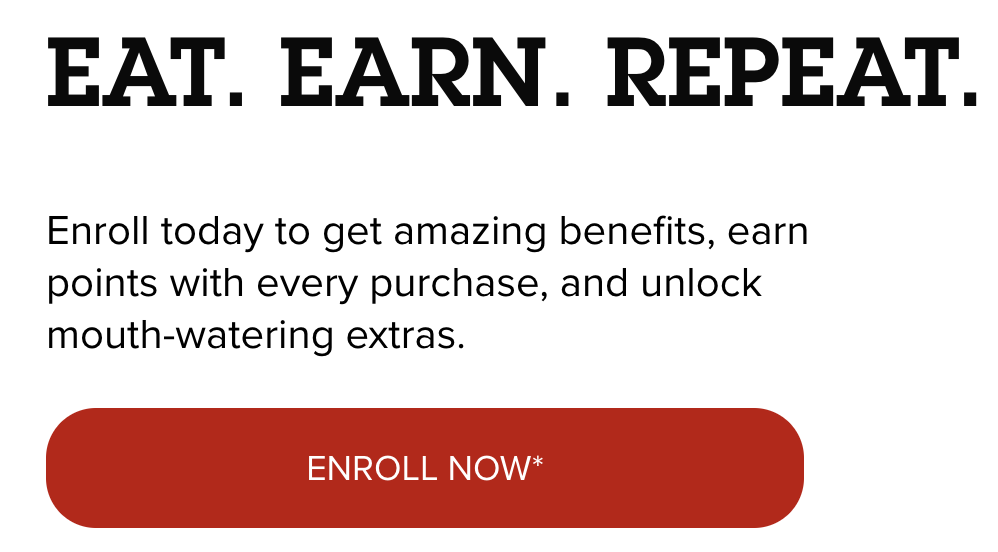 EAT. EARN. REPEAT.
Enroll today to get amazing benefits, earn
points with every purchase, and unlock
mouth-watering extras.
ENROLL NOW*